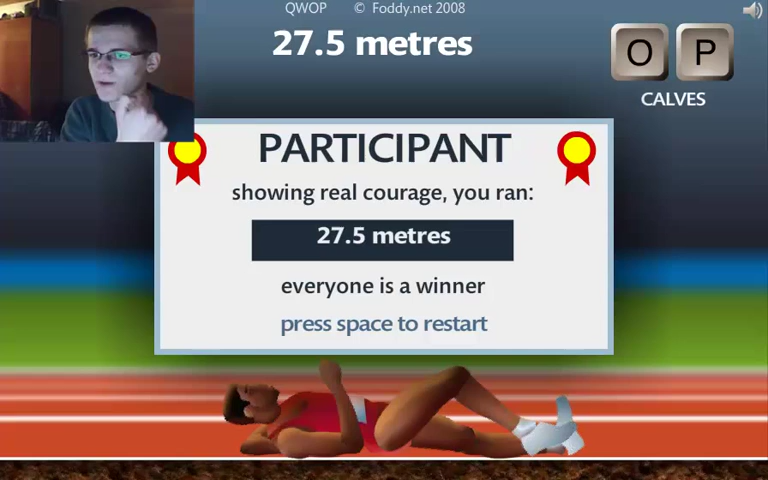 QWOP © Foddy.net 2008
27.5 metres
O P
CALVES
PARTICIPANT
showing real courage, you ran:
27.5 metres
everyone is a winner
press space to restart